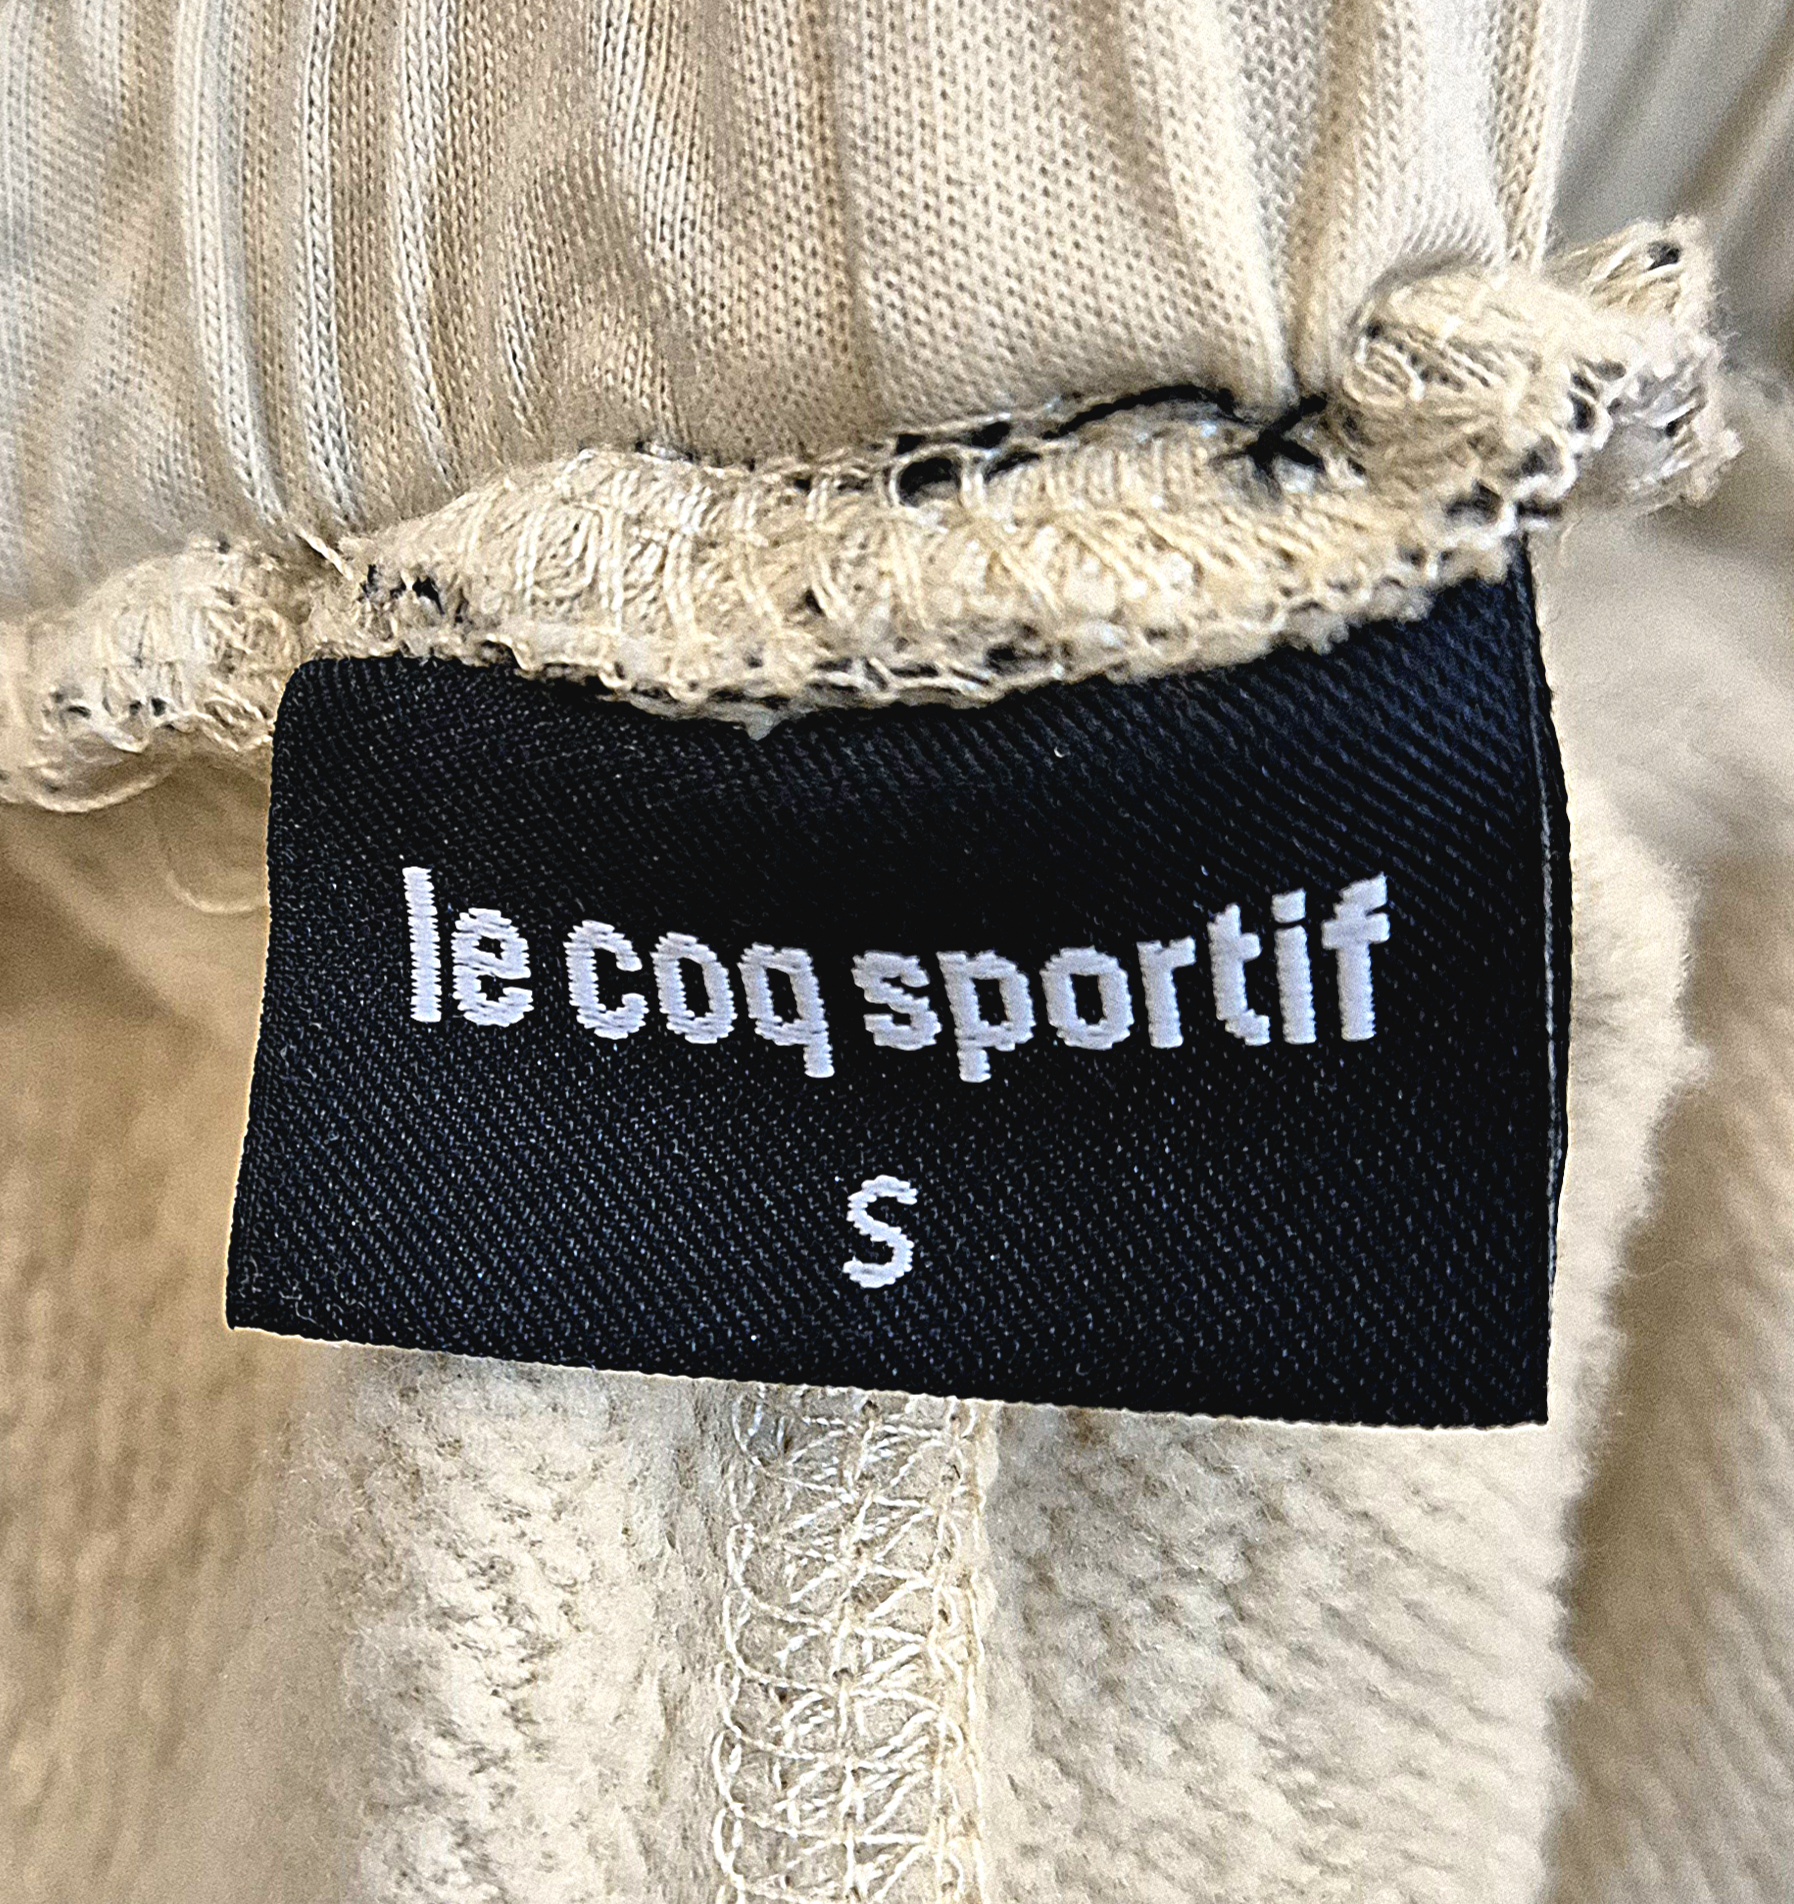 le coq sportif
S